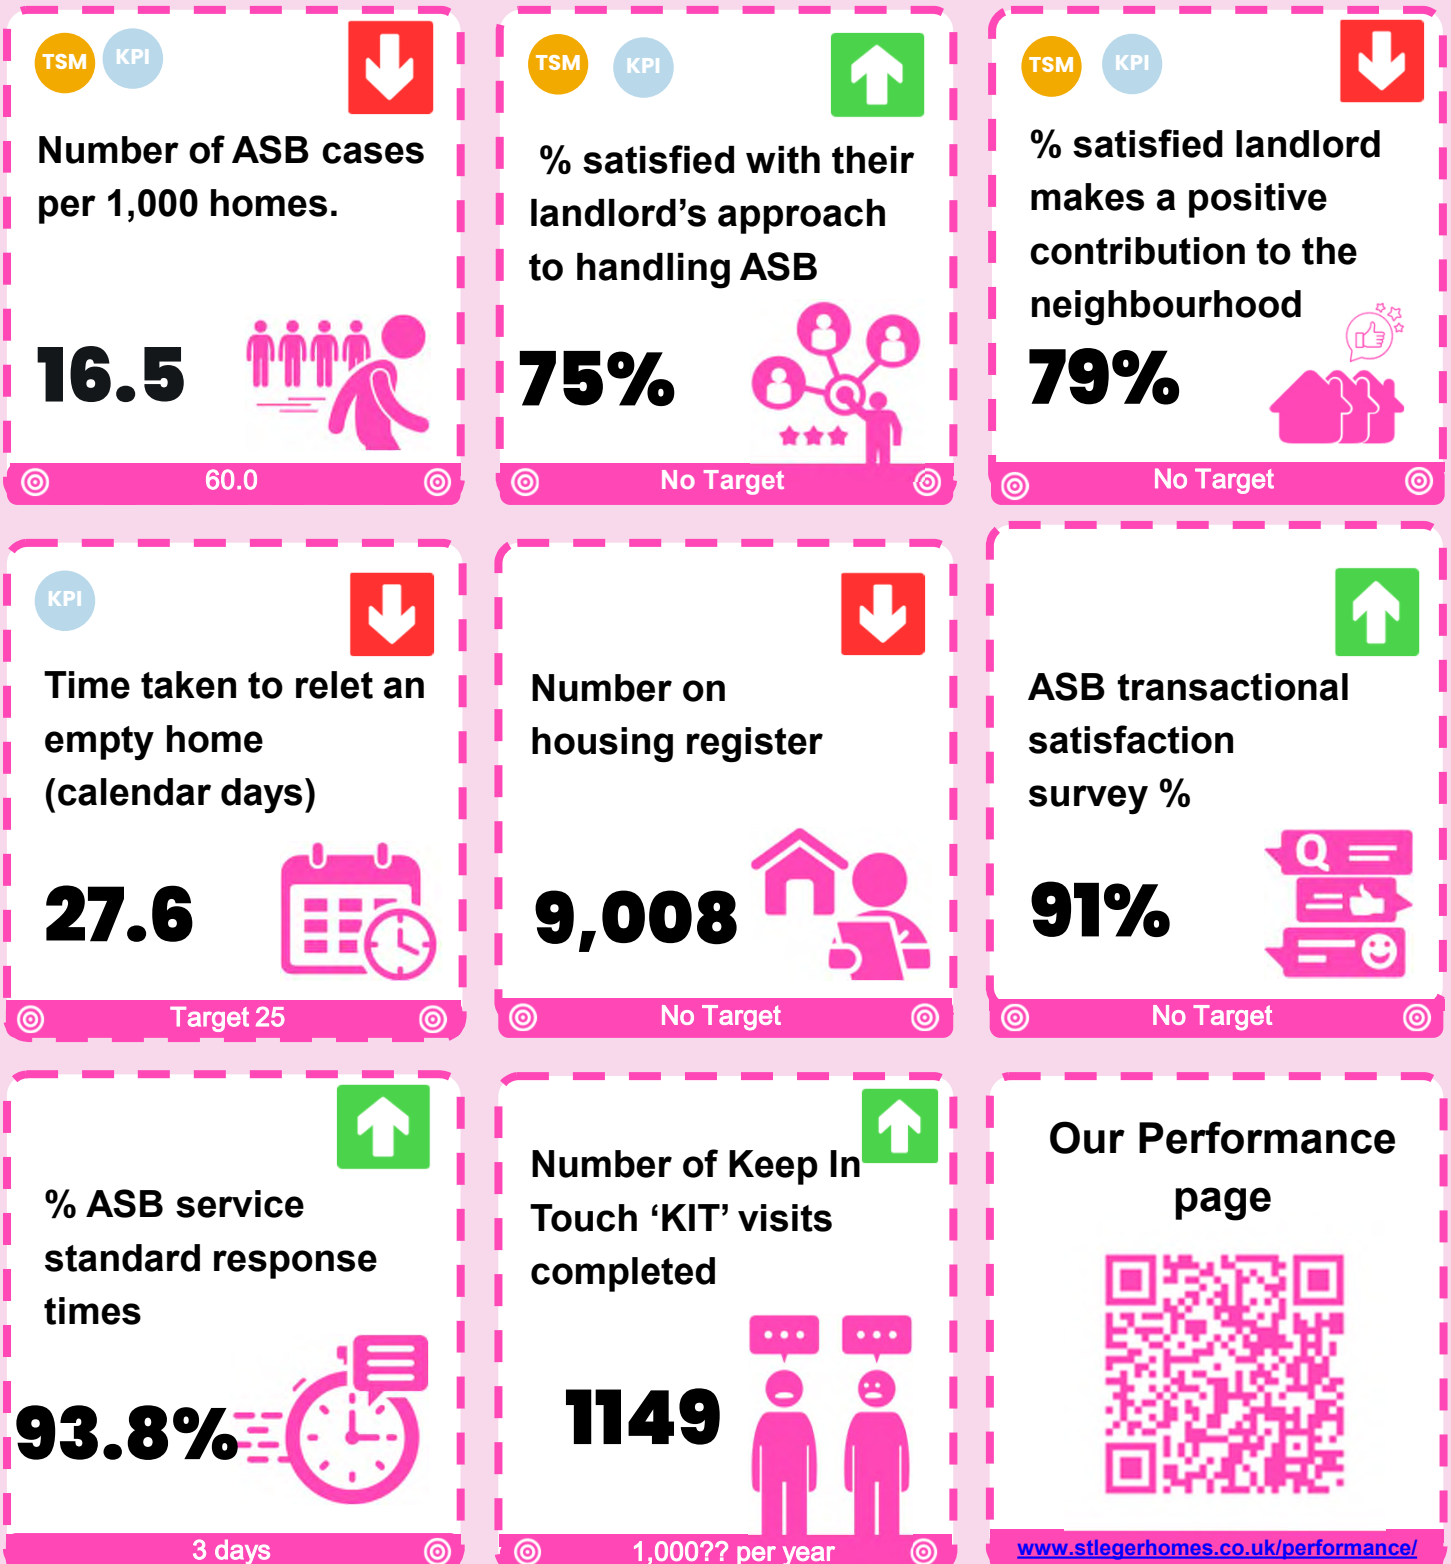 TSM KPI
Number of ASB cases
per 1,000 homes.
16.5
60.0
TSM KPI
% satisfied with their
landlord’s approach
to handling ASB
75%
No Target
TSM KPI
% satisfied landlord
makes a positive
contribution to the
neighbourhood
79%
No Target
KPI
Time taken to relet an
empty home
(calendar days)
27.6
Target 25
Number on
housing register
9,008
No Target
ASB transactional
satisfaction
survey %
Q
91%
No Target
% ASB service
standard response
times
93.8%
3 days
Number of Keep In
Touch ‘KIT’ visits
completed
1149
1,000?? per year
Our Performance
page
www.stlegerhomes.co.uk/performance/